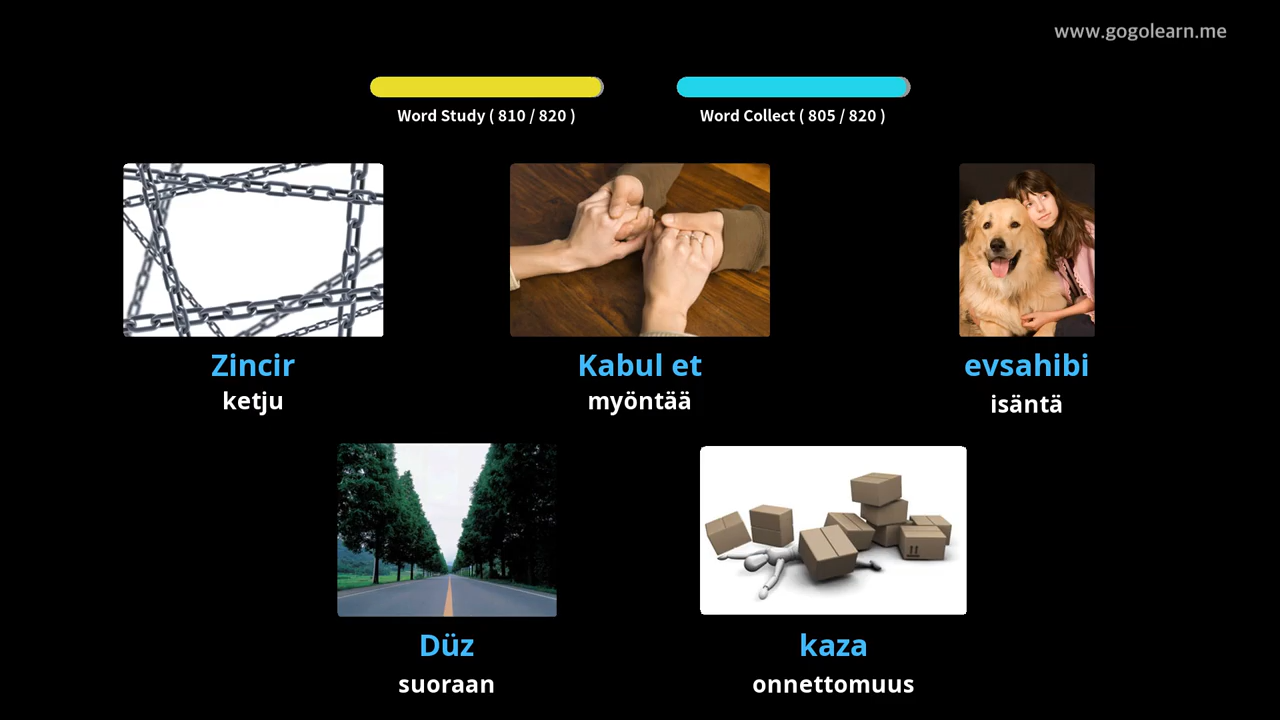 www.gogolearn.me
Word Study ( 810 / 820 )
Word Collect ( 805 / 820 )
Zincir
ketju
Kabul et
myöntää
evsahibi
isäntä
Düz
suoraan
kaza
onnettomuus